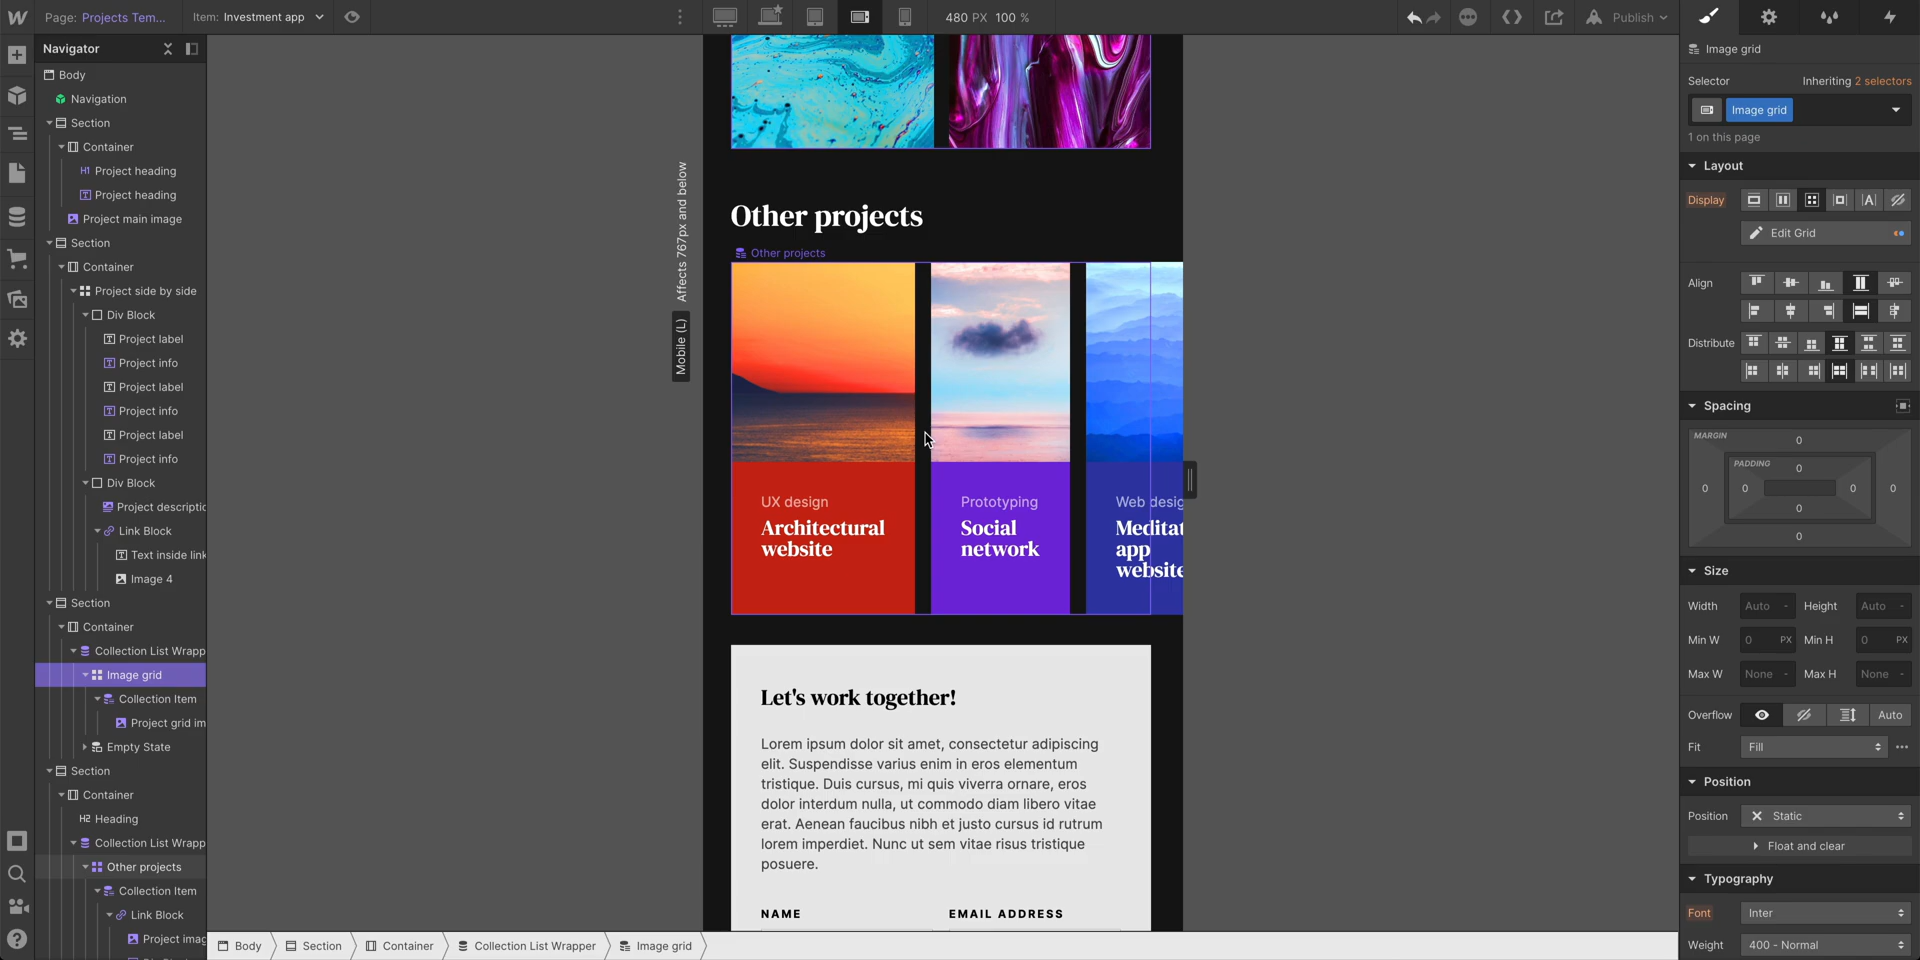 Page: Projects Tem...
Item: Investment app
480 PX 100 %
Publish
Navigator
Body
Navigation
Section
Container
Project heading
Project heading
Project main image
Section
Container
Project side by side
Div Block
Project label
Project info
Project label
Project info
Project label
Project info
Div Block
Project descriptic
Link Block
Text inside link
Image 4
Section
Container
Collection List Wrapp
Image grid
Collection Item
Project grid im
Empty State
Section
Container
Heading
Collection List Wrapp
Other projects
Collection Item
Link Block
Project imag
Affects 767px and below
Mobile (L)
Other projects
Other projects
UX design
Architectural
website
Prototyping
Social
network
Web desig
Meditat
app
website
Let's work together!
Lorem ipsum dolor sit amet, consectetur adipiscing
elit. Suspendisse varius enim in eros elementum
tristique. Duis cursus, mi quis viverra ornare, eros
dolor interdum nulla, ut commodo diam libero vitae
erat. Aenean faucibus nibh et justo cursus id rutrum
lorem imperdiet. Nunc ut sem vitae risus tristique
posuere.
NAME
EMAIL ADDRESS
Body
Section
Container
Collection List Wrapper
Image grid
Image grid
Selector
Inheriting 2 selectors
Image grid
1 on this page
Layout
Display
Edit Grid
Align
Distribute
Spacing
MARGIN
0
PADDING
0
0 0 0 0
0
0
Size
Width Auto - Height Auto -
Min W 0 PX Min H 0 PX
Max W None - Max H None -
Overflow Auto
Fit Fill
Position
Position Static
Float and clear
Typography
Font Inter
Weight 400 - Normal